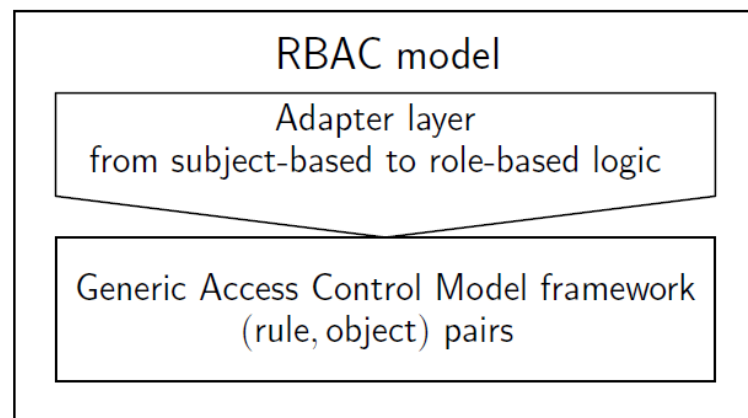 RBAC model
Adapter layer
from subject-based to role-based logic
Generic Access Control Model framework
(rule, object) pairs